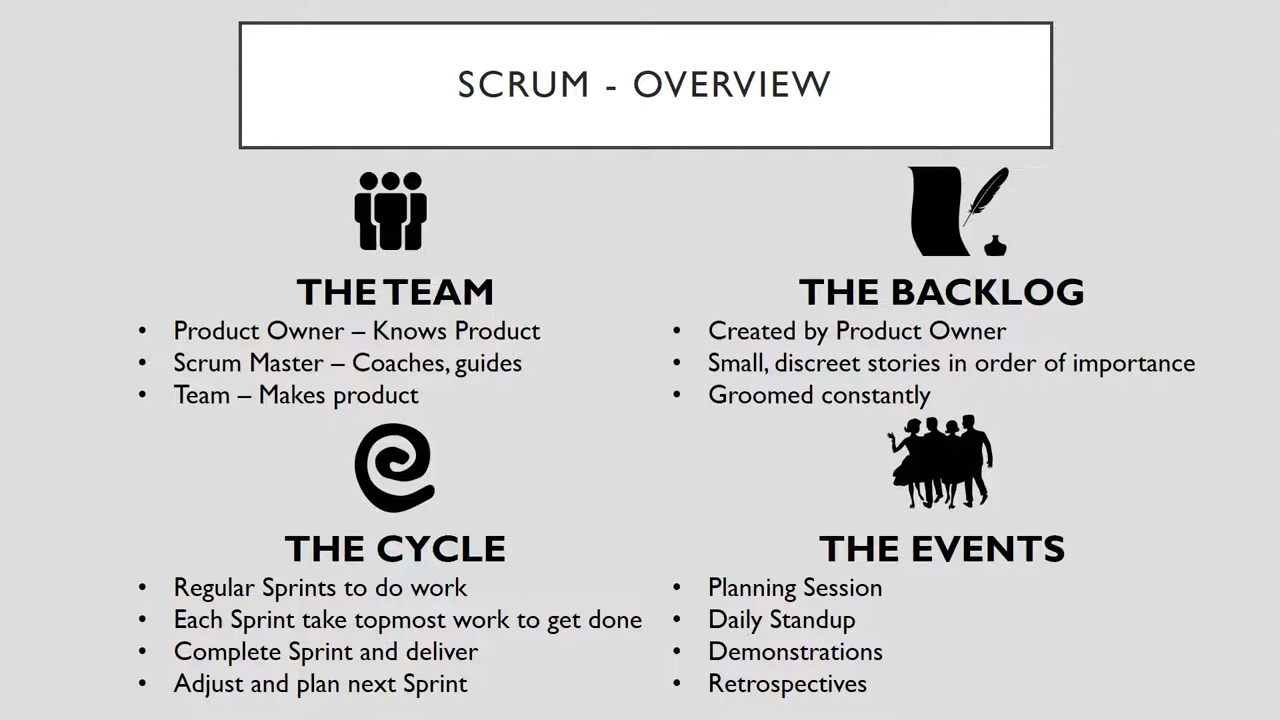 SCRUM - OVERVIEW
THE TEAM
• Product Owner – Knows Product
• Scrum Master – Coaches, guides
• Team – Makes product
THE BACKLOG
• Created by Product Owner
• Small, discreet stories in order of importance
• Groomed constantly
THE CYCLE
• Regular Sprints to do work
• Each Sprint take topmost work to get done
• Complete Sprint and deliver
• Adjust and plan next Sprint
THE EVENTS
• Planning Session
• Daily Standup
• Demonstrations
• Retrospectives